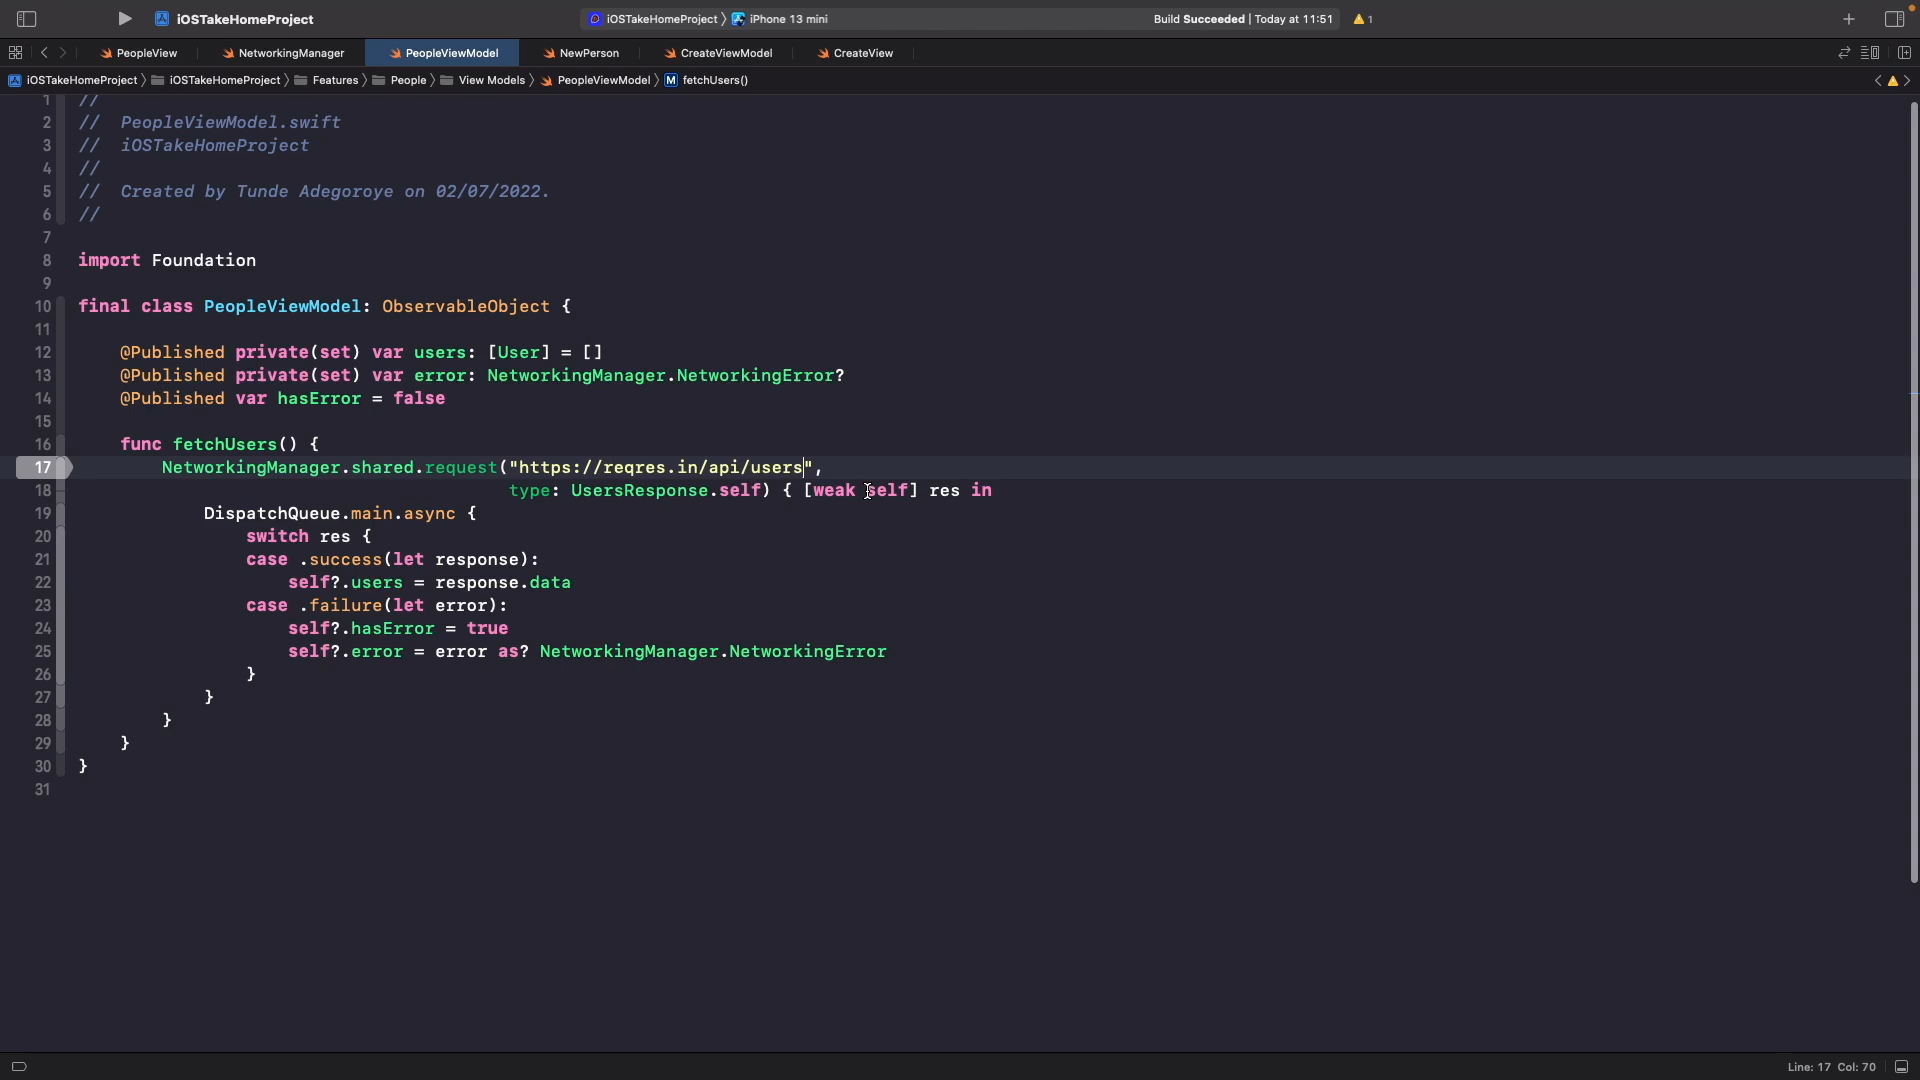 iOSTakeHomeProject
iOSTakeHomeProject 〉 iPhone 13 mini
Build Succeeded | Today at 11:51
1
PeopleView
NetworkingManager
PeopleViewModel
NewPerson
CreateViewModel
CreateView
iOSTakeHomeProject 〉 iOSTakeHomeProject 〉 Features 〉 People 〉 View Models 〉 PeopleViewModel 〉 M fetchUsers()
1 //
2 //  PeopleViewModel.swift
3 //  iOSTakeHomeProject
4 //
5 //  Created by Tunde Adegoroye on 02/07/2022.
6 //
7
8 import Foundation
9
10 final class PeopleViewModel: ObservableObject {
11
12     @Published private(set) var users: [User] = []
13     @Published private(set) var error: NetworkingManager.NetworkingError?
14     @Published var hasError = false
15
16     func fetchUsers() {
17         NetworkingManager.shared.request("https://reqres.in/api/users",
18                                          type: UsersResponse.self) { [weak self] res in
19             DispatchQueue.main.async {
20                 switch res {
21                 case .success(let response):
22                     self?.users = response.data
23                 case .failure(let error):
24                     self?.hasError = true
25                     self?.error = error as? NetworkingManager.NetworkingError
26                 }
27             }
28         }
29     }
30 }
31
Line: 17 Col: 70